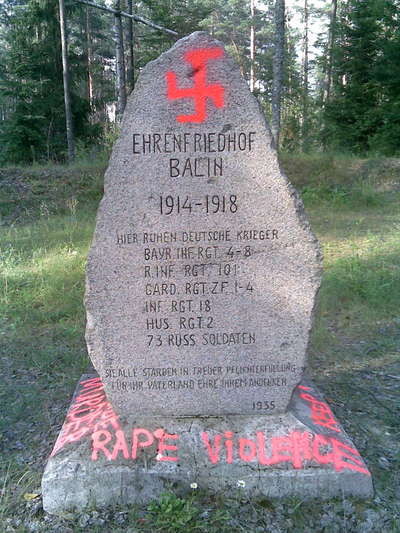 EHRENFRIEDHOF
BALIN
1914-1918
HIER RUHEN DEUTSCHE KRIEGER
BAYR. INF. RGT. 4-8
R. INF. RGT. 101
GARD. RGT. Z.F. 1-4
INF. RGT. 18
HUS. RGT. 2
73 RUSS. SOLDATEN
SIE ALLE STARBEN IN TREUER PFLICHTERFÜLLUNG
FÜR IHR VATERLAND EHRE IHREM ANDENKEN
1935
RAPE VIOLENCE